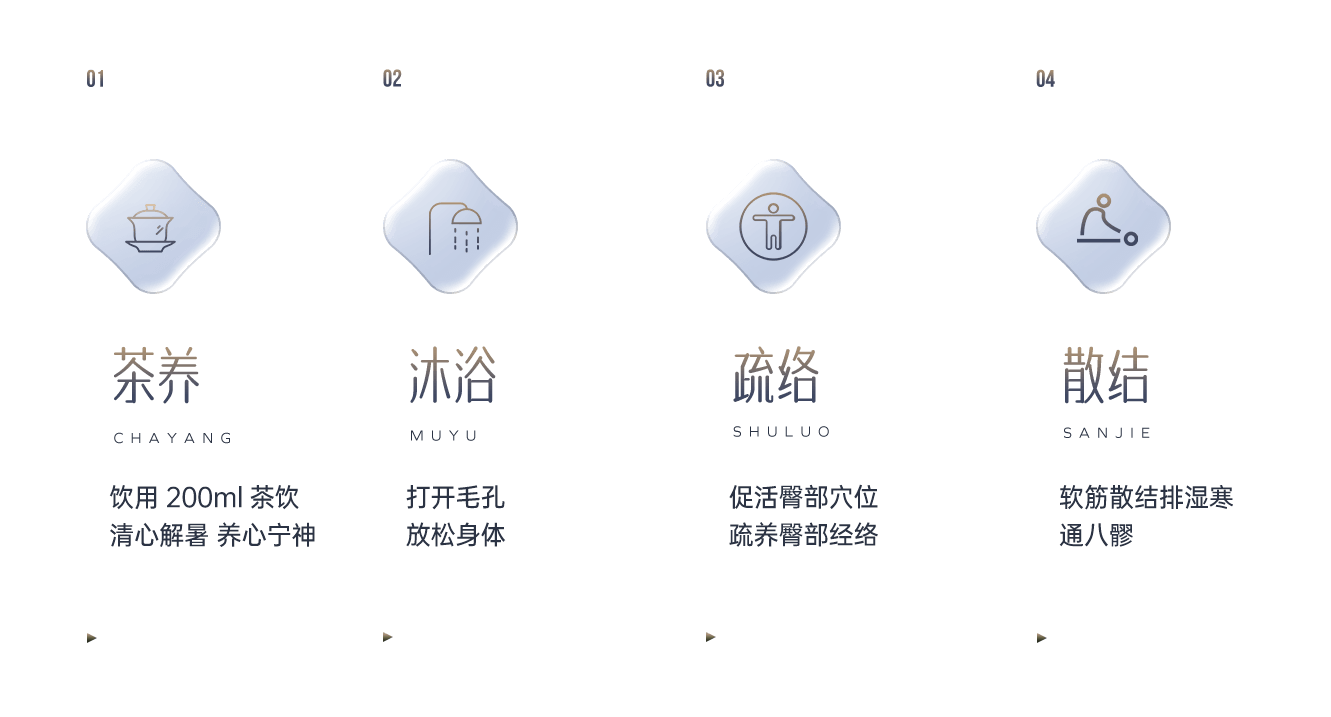 01
茶养
CHAYANG
饮用 200ml 茶饮
清心解暑 养心宁神
02
沐浴
MUYU
打开毛孔
放松身体
03
疏络
SHULUO
促活臀部穴位
疏养臀部经络
04
散结
SANJIE
软筋散结排湿寒
通八髎